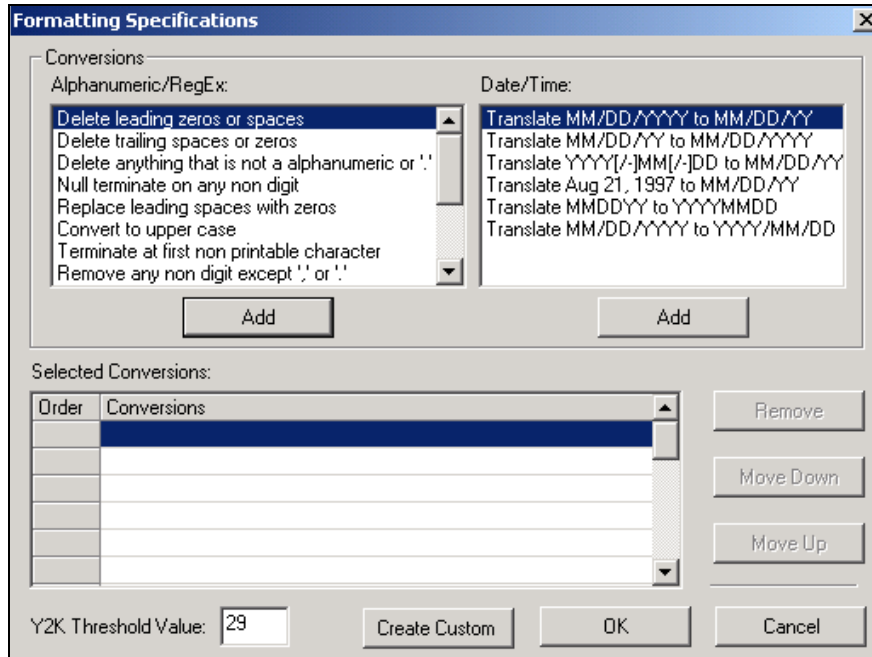 Formatting Specifications
Conversions
Alphanumeric/RegEx:
Delete leading zeros or spaces
Delete trailing spaces or zeros
Delete anything that is not a alphanumeric or '.'
Null terminate on any non digit
Replace leading spaces with zeros
Convert to upper case
Terminate at first non printable character
Remove any non digit except ',' or '.'
Add
Date/Time:
Translate MM/DD/YYYY to MM/DD/YY
Translate MM/DD/YY to MM/DD/YYYY
Translate YYYY[/-]MM[/-]DD to MM/DD/YY
Translate Aug 21, 1997 to MM/DD/YY
Translate MMDDYY to YYYYMMDD
Translate MM/DD/YYYY to YYYY/MM/DD
Add
Selected Conversions:
Order Conversions
Remove
Move Down
Move Up
Y2K Threshold Value: 29
Create Custom
OK
Cancel